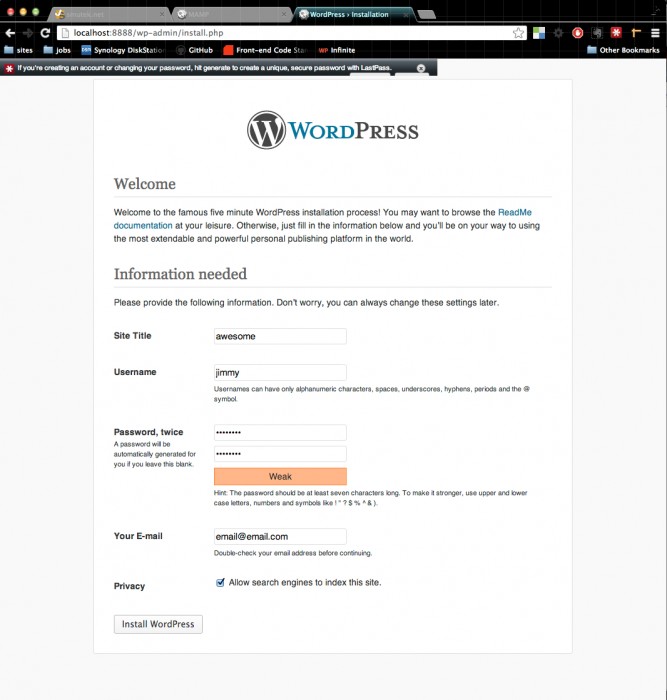 WordPress › Installation
localhost:8888/wp-admin/install.php
sites jobs Synology DiskStatio GitHub Front-end Code Sta WP Infinite Other Bookmarks
If you're creating an account or changing your password, hit generate to create a unique, secure password with LastPass.
WORDPRESS
Welcome
Welcome to the famous five minute WordPress installation process! You may want to browse the ReadMe
documentation at your leisure. Otherwise, just fill in the information below and you'll be on your way to using
the most extendable and powerful personal publishing platform in the world.
Information needed
Please provide the following information. Don't worry, you can always change these settings later.
Site Title awesome
Username jimmy
Usernames can have only alphanumeric characters, spaces, underscores, hyphens, periods and the @
symbol.
Password, twice ••••••••
A password will be
automatically generated for
you if you leave this blank.
••••••••
Weak
Hint: The password should be at least seven characters long. To make it stronger, use upper and lower
case letters, numbers and symbols like ! " ? $ % ^ & ).
Your E-mail email@email.com
Double-check your email address before continuing.
Privacy Allow search engines to index this site.
Install WordPress